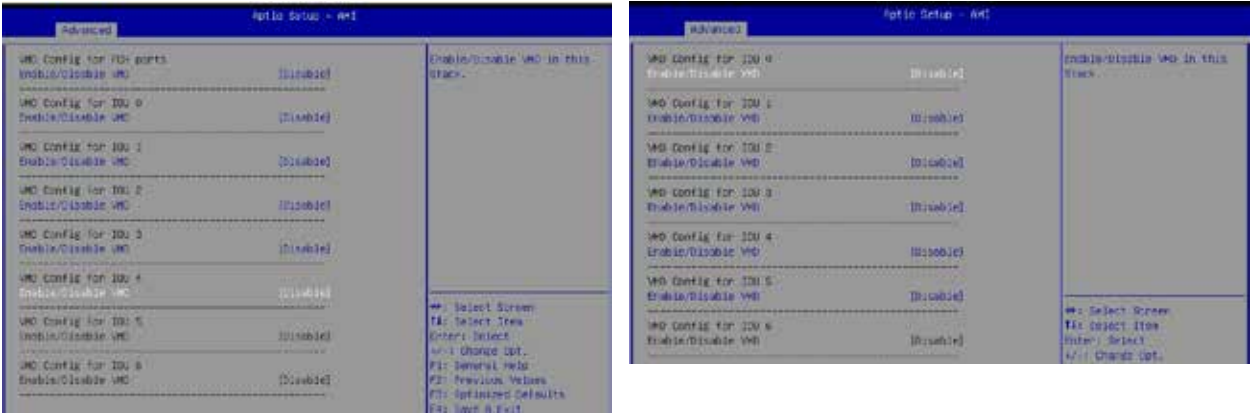 Aptio Setup - AMI
Advanced
VMD Config for PCH ports
Enable/Disable VMD [Disable]
VMD Config for IOU 0
Enable/Disable VMD [Disable]
VMD Config for IOU 1
Enable/Disable VMD [Disable]
VMD Config for IOU 2
Enable/Disable VMD [Disable]
VMD Config for IOU 3
Enable/Disable VMD [Disable]
VMD Config for IOU 4
Enable/Disable VMD [Disable]
VMD Config for IOU 5
Enable/Disable VMD [Disable]
VMD Config for IOU 6
Enable/Disable VMD [Disable]
Enable/Disable VMD in this
Stack.
: Select Screen
: Select Item
Enter: Select
+/-: Change Opt.
F1: General Help
F2: Previous Values
F3: Optimized Defaults
F4: Save & Exit
Aptio Setup - AMI
Advanced
VMD Config for IOU 0
Enable/Disable VMD [Disable]
VMD Config for IOU 1
Enable/Disable VMD [Disable]
VMD Config for IOU 2
Enable/Disable VMD [Disable]
VMD Config for IOU 3
Enable/Disable VMD [Disable]
VMD Config for IOU 4
Enable/Disable VMD [Disable]
VMD Config for IOU 5
Enable/Disable VMD [Disable]
VMD Config for IOU 6
Enable/Disable VMD [Disable]
Enable/Disable VMD in this
Stack.
: Select Screen
: Select Item
Enter: Select
+/-: Change Opt.